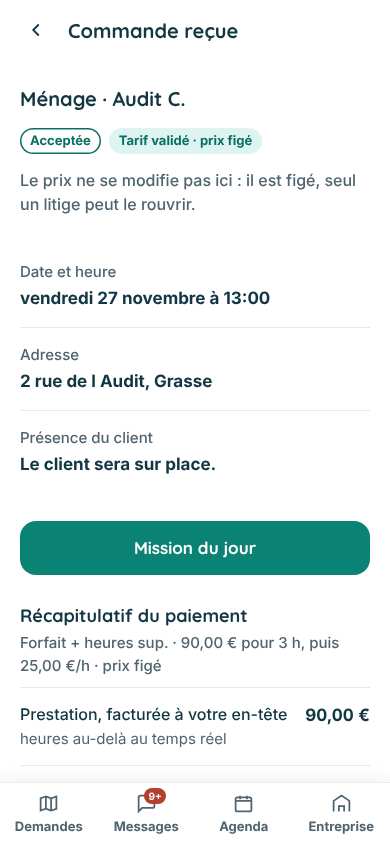 Commande reçue
Ménage · Audit C.
Acceptée
Tarif validé · prix figé
Le prix ne se modifie pas ici : il est figé, seul
un litige peut le rouvrir.
Date et heure
vendredi 27 novembre à 13:00
Adresse
2 rue de l Audit, Grasse
Présence du client
Le client sera sur place.
Mission du jour
Récapitulatif du paiement
Forfait + heures sup. · 90,00 € pour 3 h, puis
25,00 €/h · prix figé
Prestation, facturée à votre en-tête 90,00 €
heures au-delà au temps réel
9+
Demandes Messages Agenda Entreprise